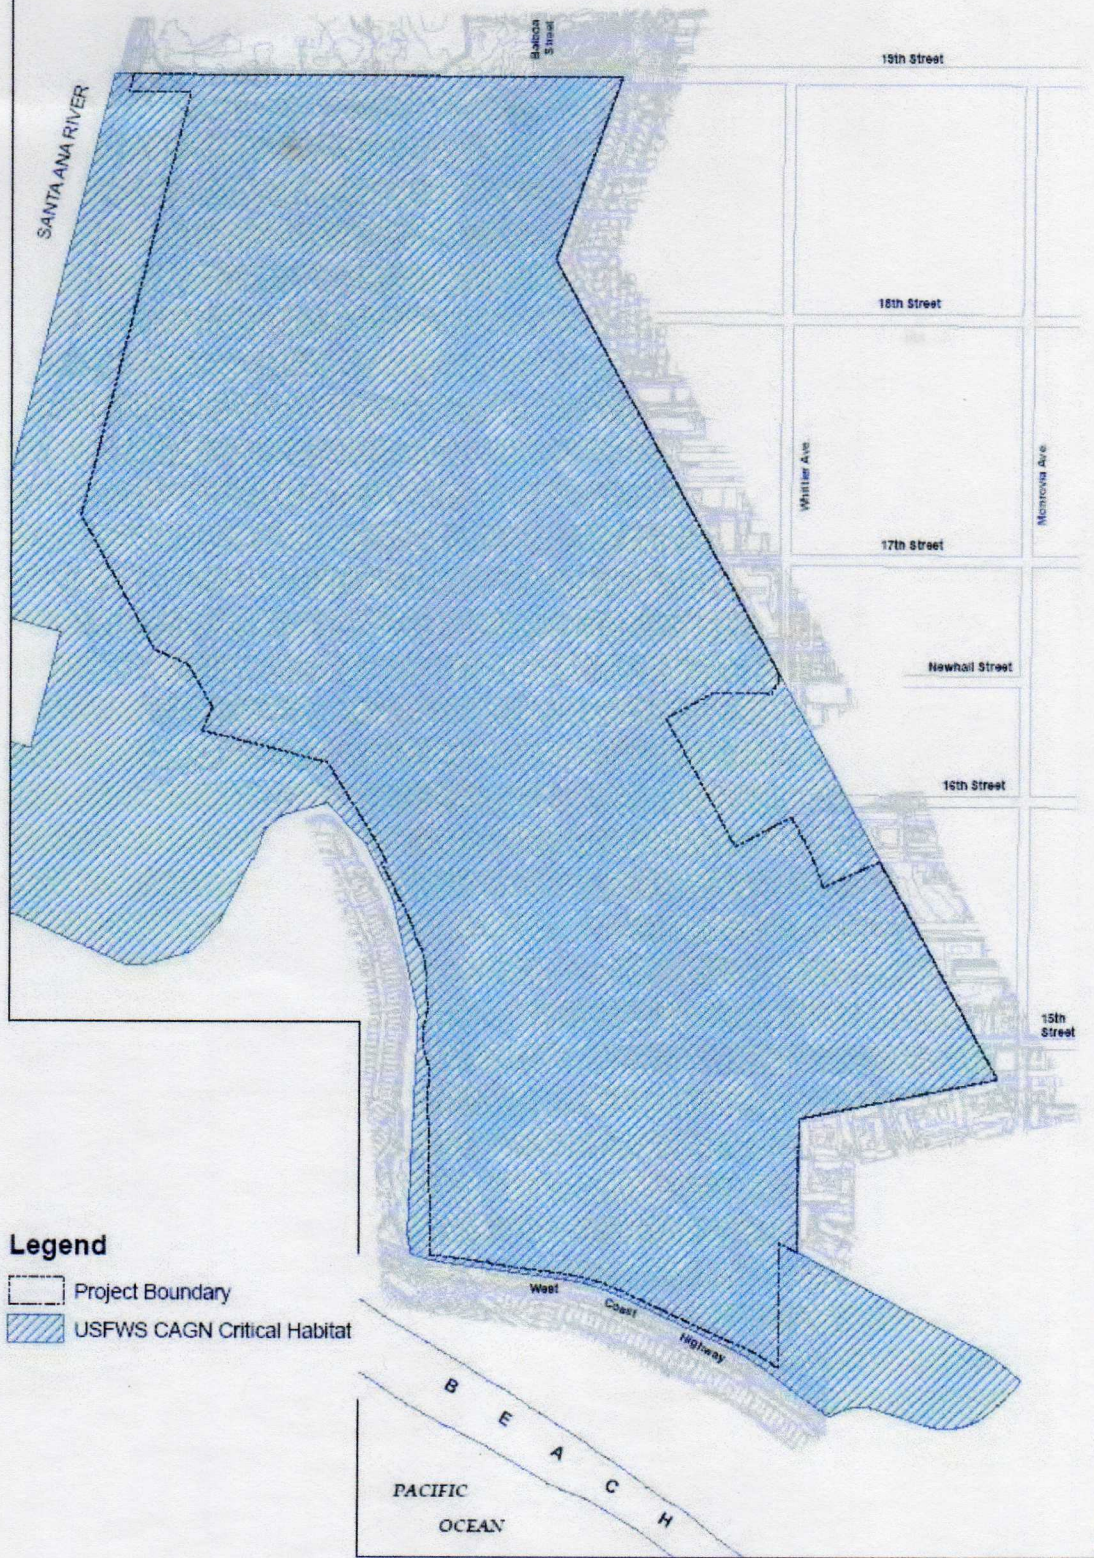 Balboa
Street
19th Street
SANTA ANA RIVER
18th Street
Whittier Ave.
Monrovia Ave.
17th Street
Newhall Street
16th Street
15th
Street
Legend
Project Boundary
USFWS CAGN Critical Habitat
West
Coast
Highway
BEACH
PACIFIC
OCEAN